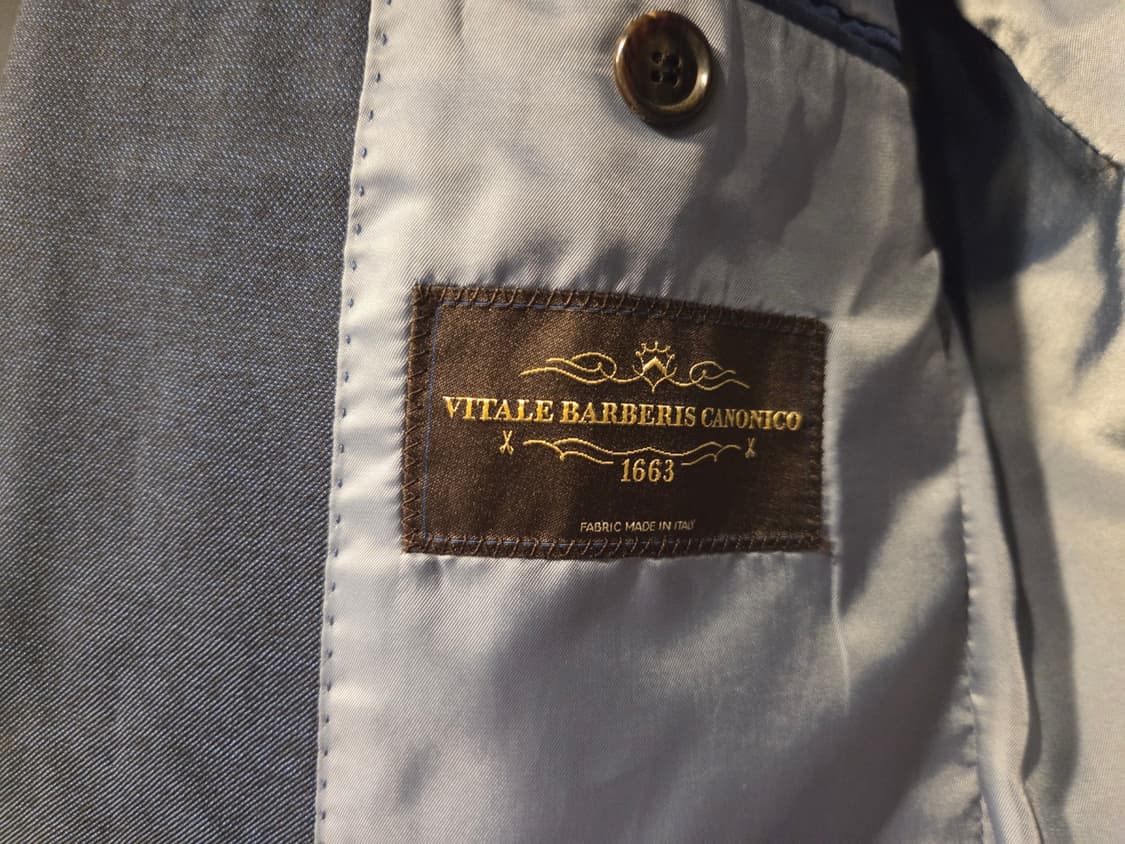 VITALE BARBERIS CANONICO
1663
FABRIC MADE IN ITALY